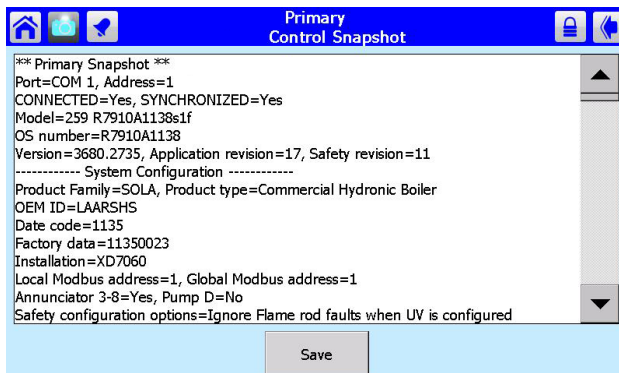 Primary
Control Snapshot
** Primary Snapshot **
Port=COM 1, Address=1
CONNECTED=Yes, SYNCHRONIZED=Yes
Model=259 R7910A1138s1f
OS number=R7910A1138
Version=3680.2735, Application revision=17, Safety revision=11
------------ System Configuration ------------
Product Family=SOLA, Product type=Commercial Hydronic Boiler
OEM ID=LAARSHS
Date code=1135
Factory data=11350023
Installation=XD7060
Local Modbus address=1, Global Modbus address=1
Annunciator 3-8=Yes, Pump D=No
Safety configuration options=Ignore Flame rod faults when UV is configured
Save